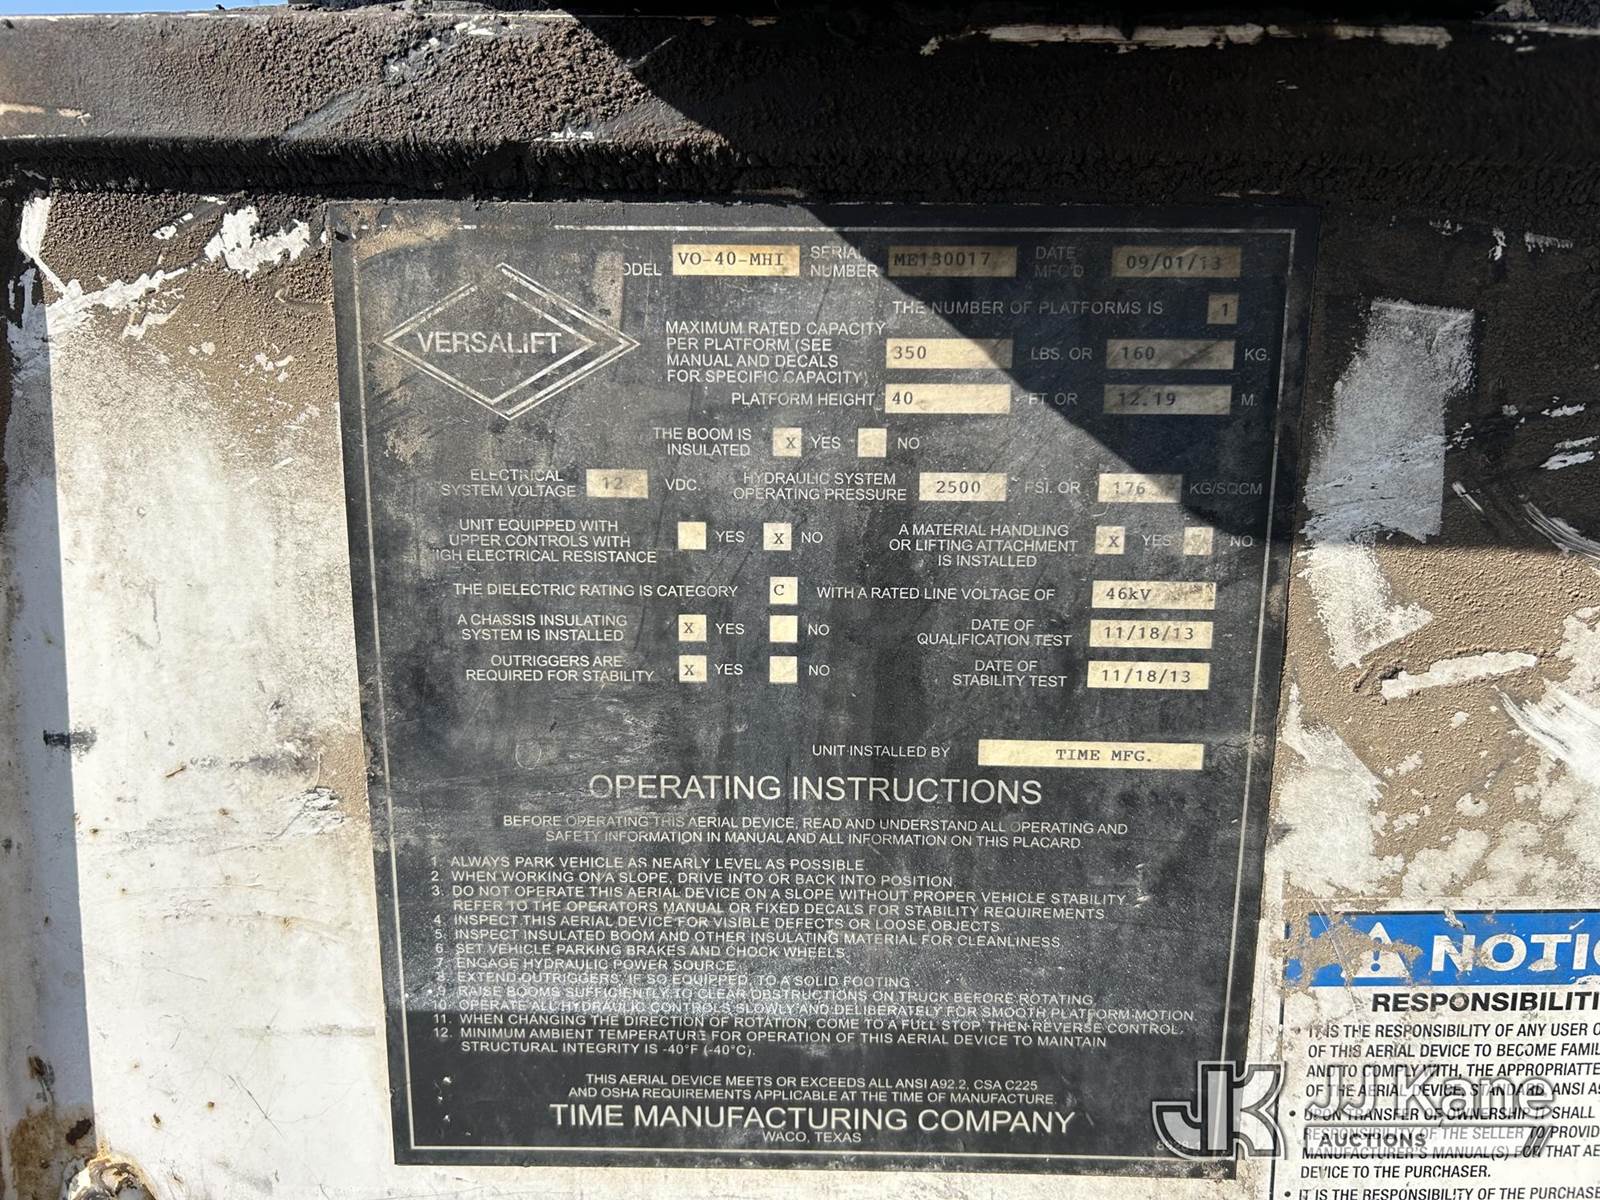 ODEL VO-40-MHI SERIAL NUMBER ME130017 DATE MFC'D 09/01/13
THE NUMBER OF PLATFORMS IS 1
VERSALIFT
MAXIMUM RATED CAPACITY
PER PLATFORM (SEE
MANUAL AND DECALS
FOR SPECIFIC CAPACITY) 350 LBS. OR 160 KG.
PLATFORM HEIGHT 40 FT OR 12.19 M.
THE BOOM IS
INSULATED X YES NO
ELECTRICAL
SYSTEM VOLTAGE 12 VDC.
HYDRAULIC SYSTEM
OPERATING PRESSURE 2500 PSI. OR 176 KG/SQCM
UNIT EQUIPPED WITH
UPPER CONTROLS WITH
IGH ELECTRICAL RESISTANCE YES X NO
A MATERIAL HANDLING
OR LIFTING ATTACHMENT
IS INSTALLED X YES NO
THE DIELECTRIC RATING IS CATEGORY C WITH A RATED LINE VOLTAGE OF 46kV
A CHASSIS INSULATING
SYSTEM IS INSTALLED X YES NO
DATE OF
QUALIFICATION TEST 11/18/13
OUTRIGGERS ARE
REQUIRED FOR STABILITY X YES NO
DATE OF
STABILITY TEST 11/18/13
UNIT INSTALLED BY TIME MFG.
OPERATING INSTRUCTIONS
BEFORE OPERATING THIS AERIAL DEVICE, READ AND UNDERSTAND ALL OPERATING AND
SAFETY INFORMATION IN MANUAL AND ALL INFORMATION ON THIS PLACARD.
1. ALWAYS PARK VEHICLE AS NEARLY LEVEL AS POSSIBLE
2. WHEN WORKING ON A SLOPE, DRIVE INTO OR BACK INTO POSITION
3. DO NOT OPERATE THIS AERIAL DEVICE ON A SLOPE WITHOUT PROPER VEHICLE STABILITY.
REFER TO THE OPERATORS MANUAL OR FIXED DECALS FOR STABILITY REQUIREMENTS
4. INSPECT THIS AERIAL DEVICE FOR VISIBLE DEFECTS OR LOOSE OBJECTS
5. INSPECT INSULATED BOOM AND OTHER INSULATING MATERIAL FOR CLEANLINESS.
6. SET VEHICLE PARKING BRAKES AND CHOCK WHEELS.
7. ENGAGE HYDRAULIC POWER SOURCE
8. EXTEND OUTRIGGERS, IF SO EQUIPPED, TO A SOLID FOOTING
9. RAISE BOOMS SUFFICIENTLY TO CLEAR OBSTRUCTIONS ON TRUCK BEFORE ROTATING.
10. OPERATE ALL HYDRAULIC CONTROLS SLOWLY AND DELIBERATELY FOR SMOOTH PLATFORM MOTION.
11. WHEN CHANGING THE DIRECTION OF ROTATION, COME TO A FULL STOP, THEN REVERSE CONTROL.
12. MINIMUM AMBIENT TEMPERATURE FOR OPERATION OF THIS AERIAL DEVICE TO MAINTAIN
STRUCTURAL INTEGRITY IS -40°F (-40°C).
THIS AERIAL DEVICE MEETS OR EXCEEDS ALL ANSI A92.2, CSA C225
AND OSHA REQUIREMENTS APPLICABLE AT THE TIME OF MANUFACTURE.
TIME MANUFACTURING COMPANY
WACO, TEXAS
NOTIC
RESPONSIBILITI
• IT IS THE RESPONSIBILITY OF ANY USER O
OF THIS AERIAL DEVICE TO BECOME FAMIL
AND TO COMPLY WITH, THE APPROPRIATE
OF THE AERIAL DEVICE STANDARD, ANSI A9
• UPON TRANSFER OF OWNERSHIP IT SHALL
RESPONSIBILITY OF THE SELLER TO PROVID
MANUFACTURER'S MANUAL(S) FOR THAT AE
DEVICE TO THE PURCHASER.
• IT IS THE RESPONSIBILITY OF THE PURCHASE
JK J.J. Kane
AUCTIONS